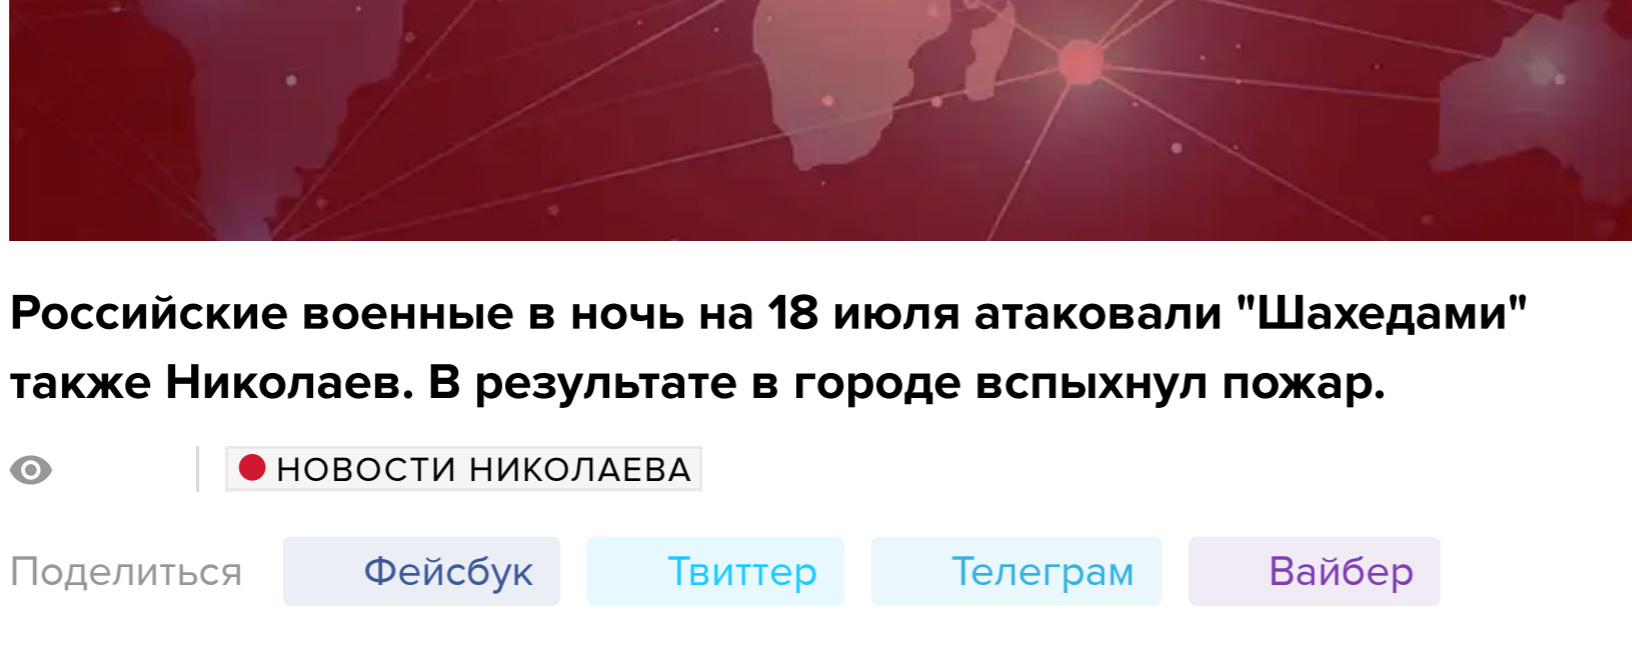 Российские военные в ночь на 18 июля атаковали "Шахедами"
также Николаев. В результате в городе вспыхнул пожар.
НОВОСТИ НИКОЛАЕВА
Поделиться Фейсбук Твиттер Телеграм Вайбер